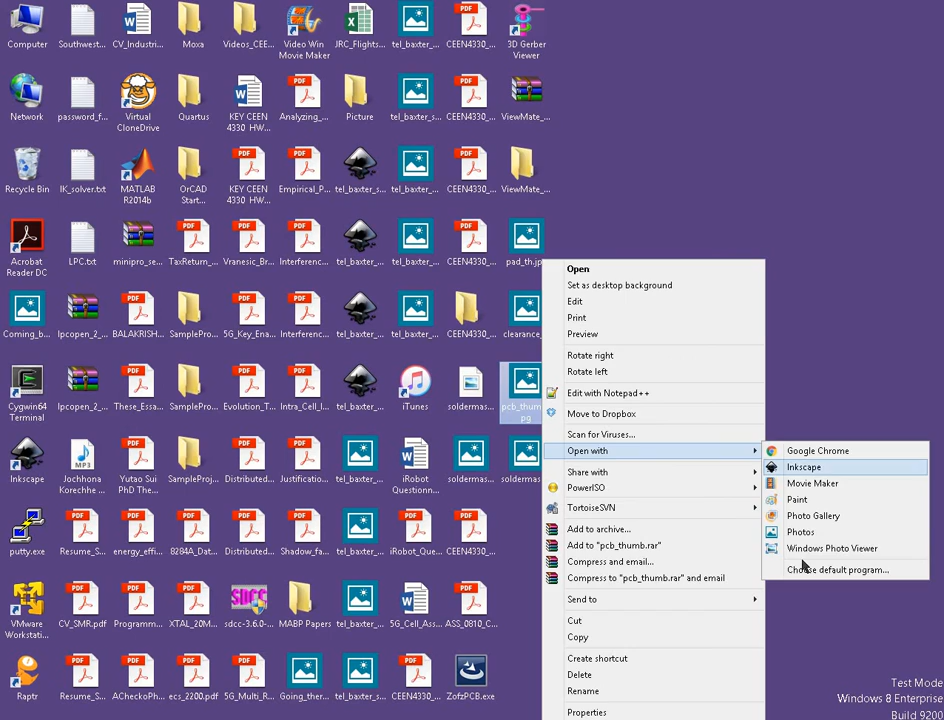 Computer
Southwest...
CV_Industri...
Moxa
Videos_CEE...
Video Win
Movie Maker
JRC_Flights...
tel_baxter_...
CEEN4330_...
3D Gerber
Viewer
Network
password_f...
Virtual
CloneDrive
Quartus
KEY CEEN
4330 HW...
Analyzing_...
Picture
tel_baxter_s...
CEEN4330_...
ViewMate_...
Recycle Bin
IK_solver.txt
MATLAB
R2014b
OrCAD
Start...
KEY CEEN
4330 HW...
Empirical_P...
tel_baxter_s...
tel_baxter_...
CEEN4330_...
ViewMate_...
Acrobat
Reader DC
LPC.txt
minipro_se...
TaxReturn_...
Vranesic_Br...
Interferenc...
tel_baxter_...
tel_baxter_...
CEEN4330_...
pad_th.jp
Coming_b...
lpcopen_2_...
BALAKRISH...
SamplePro...
5G_Key_Ena...
Interferenc...
tel_baxter_...
tel_baxter_...
CEEN4330_...
clearance_
Cygwin64
Terminal
lpcopen_2_...
These_Essa...
SamplePro...
Evolution_T...
Intra_Cell_I...
tel_baxter_...
iTunes
soldermas...
pcb_thum
pg
Inkscape
Jochhona
Korechhe ...
Yutao Sui
PhD The...
SampleProj...
Distributed...
Justificatio...
tel_baxter_...
iRobot
Questionn...
soldermas...
soldermas
putty.exe
Resume_S...
energy_effi...
8284A_Dat...
Distributed...
Shadow_fa...
tel_baxter_...
iRobot_Que...
CEEN4330_...
VMware
Workstati...
CV_SMR.pdf
Programm...
XTAL_20M...
sdcc-3.6.0-...
MABP Papers
tel_baxter_...
5G_Cell_Ass...
ASS_0810_C...
Raptr
Resume_S...
ACheckoPh...
ecs_2200.pdf
5G_Multi_R...
Going_ther...
tel_baxter_s...
CEEN4330_...
ZofzPCB.exe
Open
Set as desktop background
Edit
Print
Preview
Rotate right
Rotate left
Edit with Notepad++
Move to Dropbox
Scan for Viruses...
Open with
Share with
PowerISO
TortoiseSVN
Add to archive...
Add to "pcb_thumb.rar"
Compress and email...
Compress to "pcb_thumb.rar" and email
Send to
Cut
Copy
Create shortcut
Delete
Rename
Properties
Google Chrome
Inkscape
Movie Maker
Paint
Photo Gallery
Photos
Windows Photo Viewer
Choose default program...
Test Mode
Windows 8 Enterprise
Build 9200